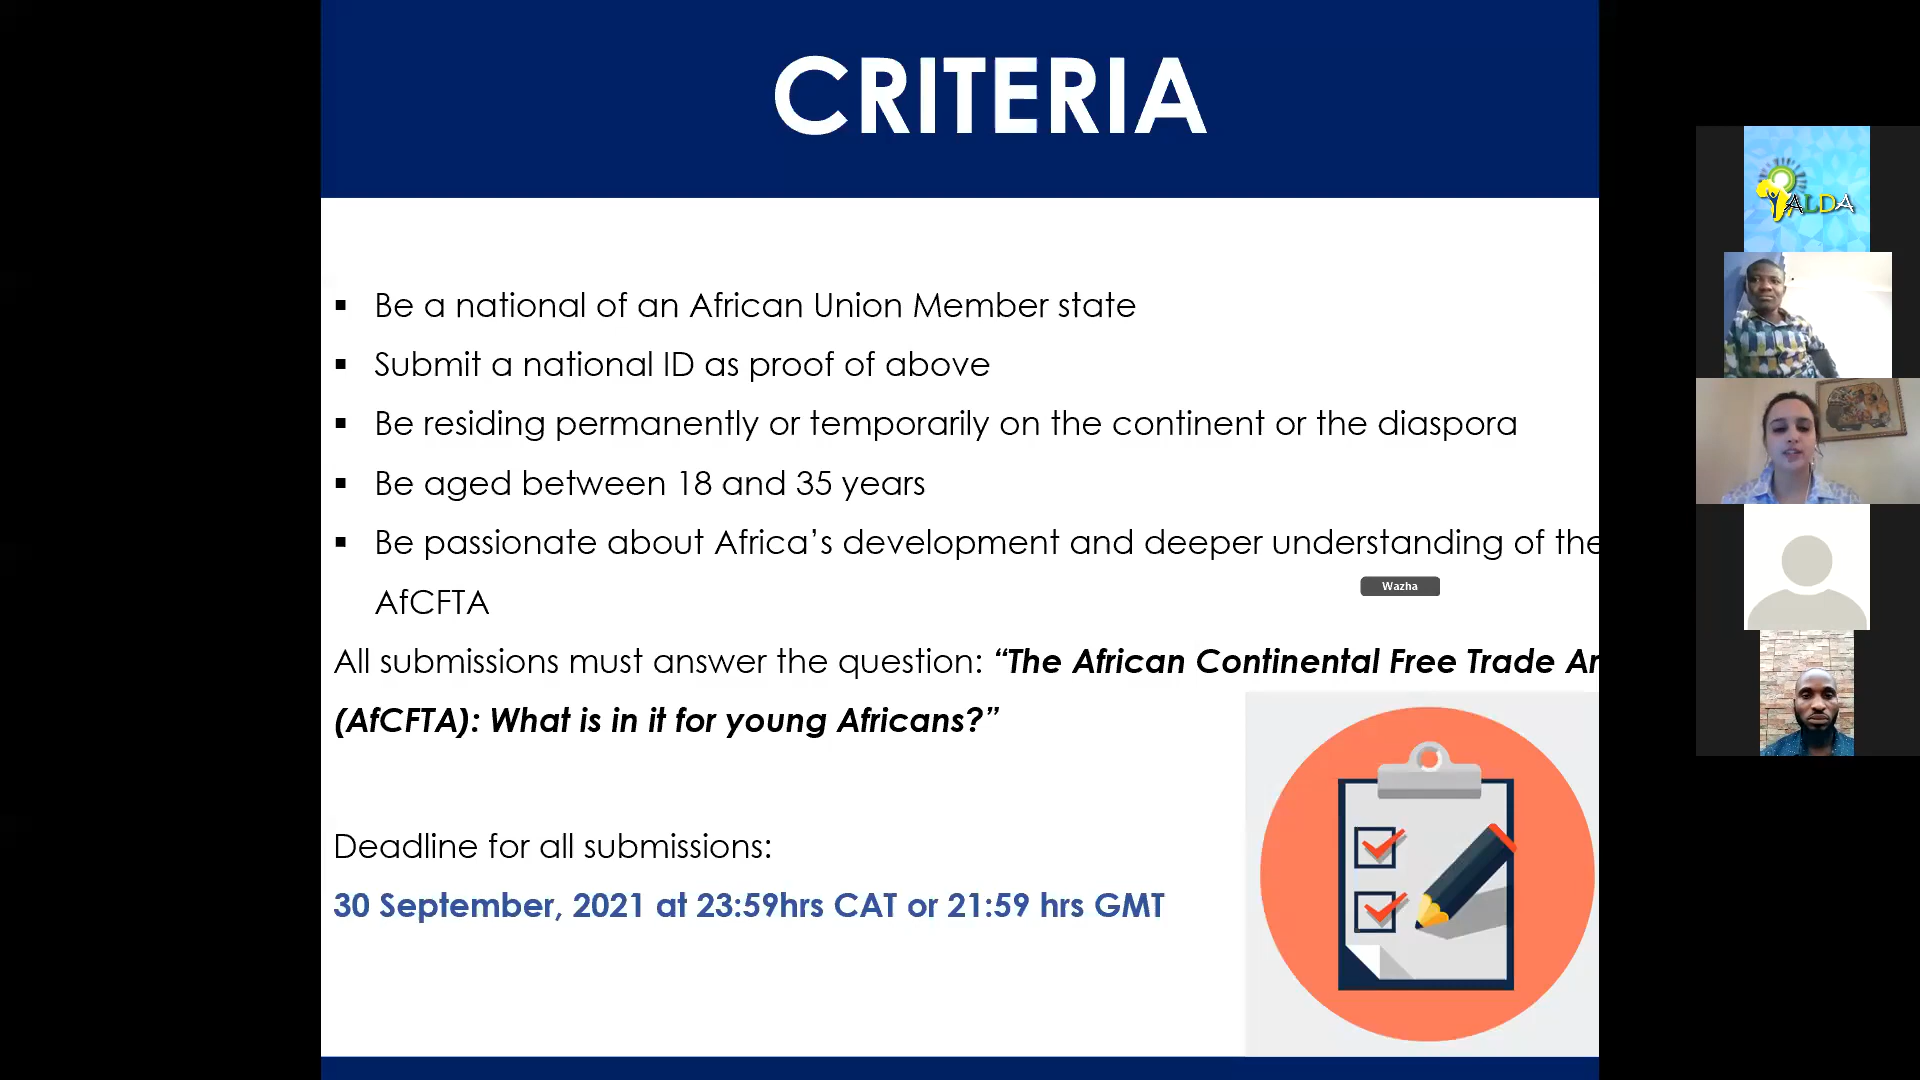 CRITERIA
▪ Be a national of an African Union Member state
▪ Submit a national ID as proof of above
▪ Be residing permanently or temporarily on the continent or the diaspora
▪ Be aged between 18 and 35 years
▪ Be passionate about Africa’s development and deeper understanding of the
AfCFTA
Wazha
All submissions must answer the question: “The African Continental Free Trade Ar
(AfCFTA): What is in it for young Africans?”
Deadline for all submissions:
30 September, 2021 at 23:59hrs CAT or 21:59 hrs GMT
ALDA